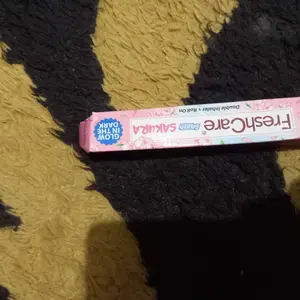 Double Inhaler + Roll On
FreshCare®
SAKURA
GLOW
IN THE
DARK